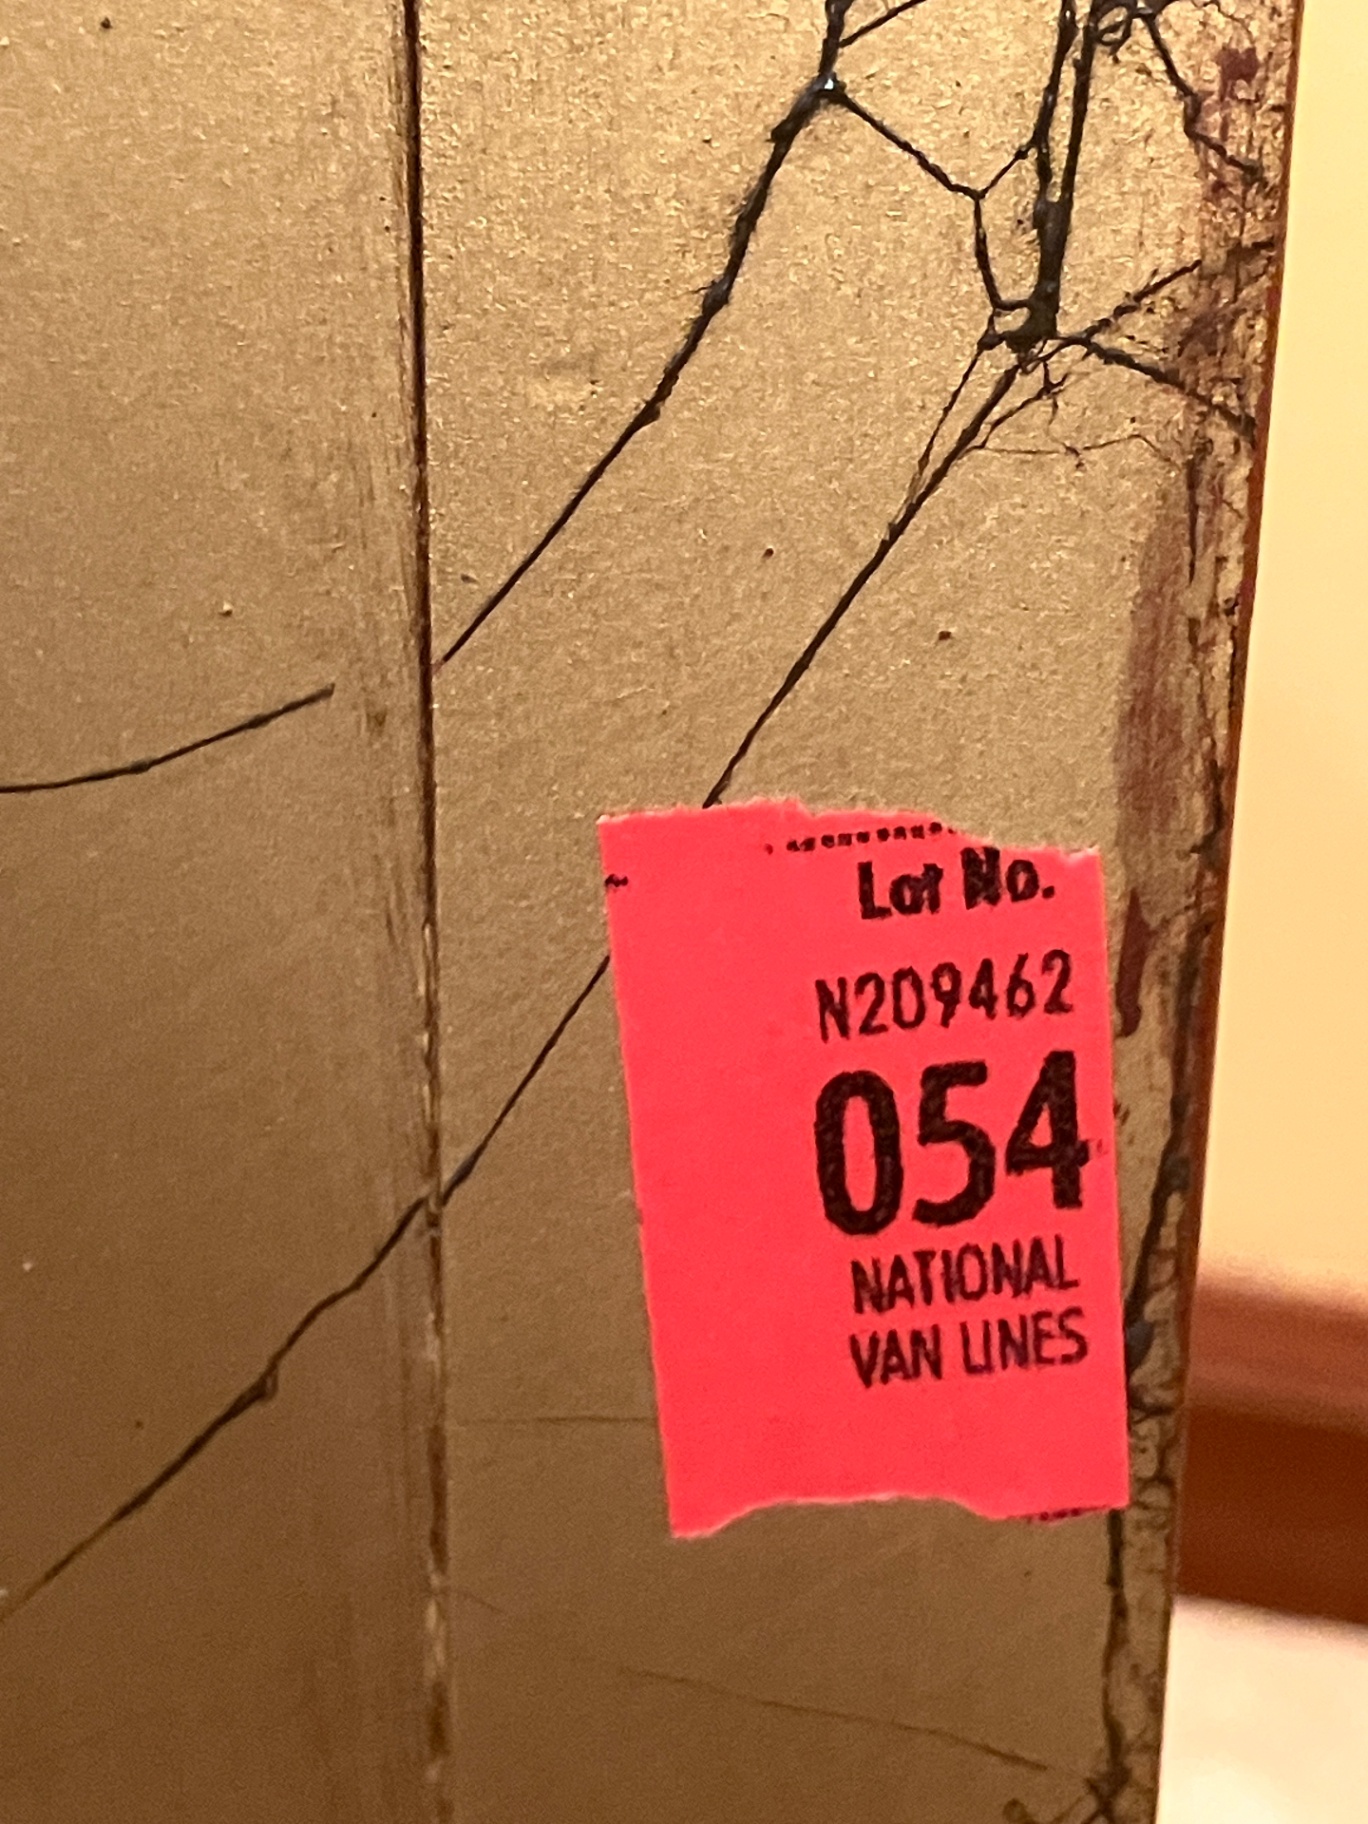 Lot No.
N209462
054
NATIONAL
VAN LINES